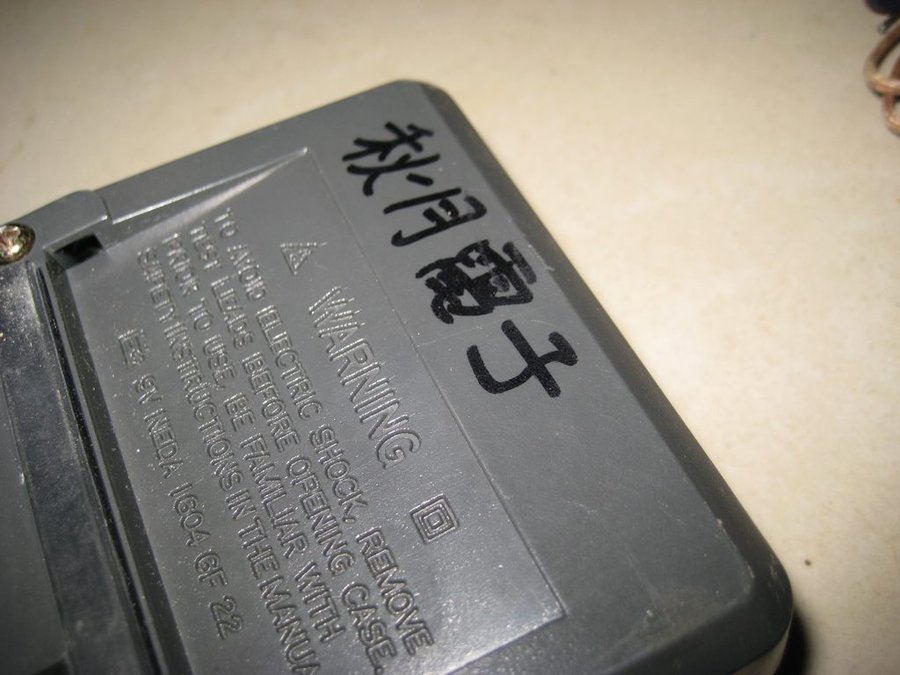 秋月電子
WARNING
TO AVOID ELECTRIC SHOCK, REMOVE
TEST LEADS BEFORE OPENING CASE.
PRIOR TO USE, BE FAMILIAR WITH
SAFETY INSTRUCTIONS IN THE MANUA
9V NEDA 1604 6F 22